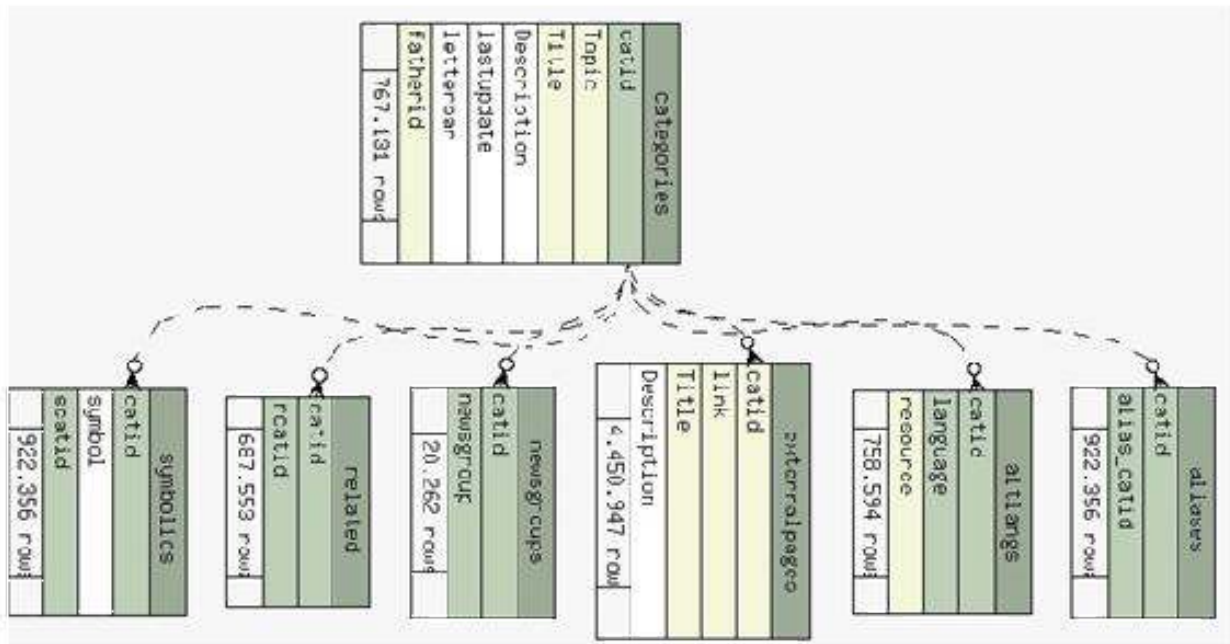 categories
catid
Topic
Title
Description
lastupdate
letterbar
fatherid
767.131 rows
aliases
catid
alias_catid
922.356 rows
altlangs
catid
language
resource
758.594 rows
externalpages
catid
link
Title
Description
4.450.947 row
newsgroups
catid
newsgroup
20.262 rows
related
catid
rcatid
687.553 rows
symbolics
catid
symbol
scatid
922.356 rows